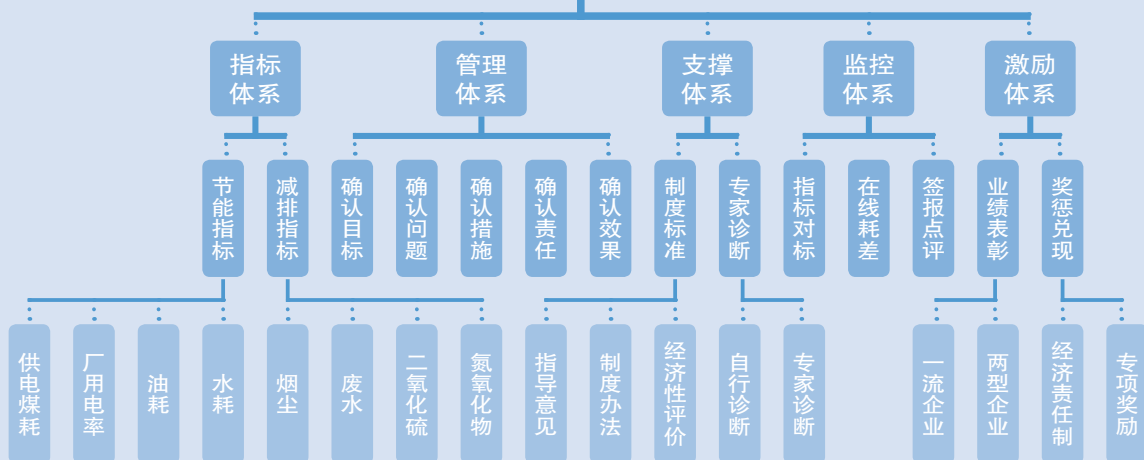 指标
体系
管理
体系
支撑
体系
监控
体系
激励
体系
节能指标
减排指标
确认目标
确认问题
确认措施
确认责任
确认效果
制度标准
专家诊断
指标对标
在线耗差
签报点评
业绩表彰
奖惩兑现
供电煤耗
厂用电率
油耗
水耗
烟尘
废水
二氧化硫
氮氧化物
指导意见
制度办法
经济性评价
自行诊断
专家诊断
一流企业
两型企业
经济责任制
专项奖励